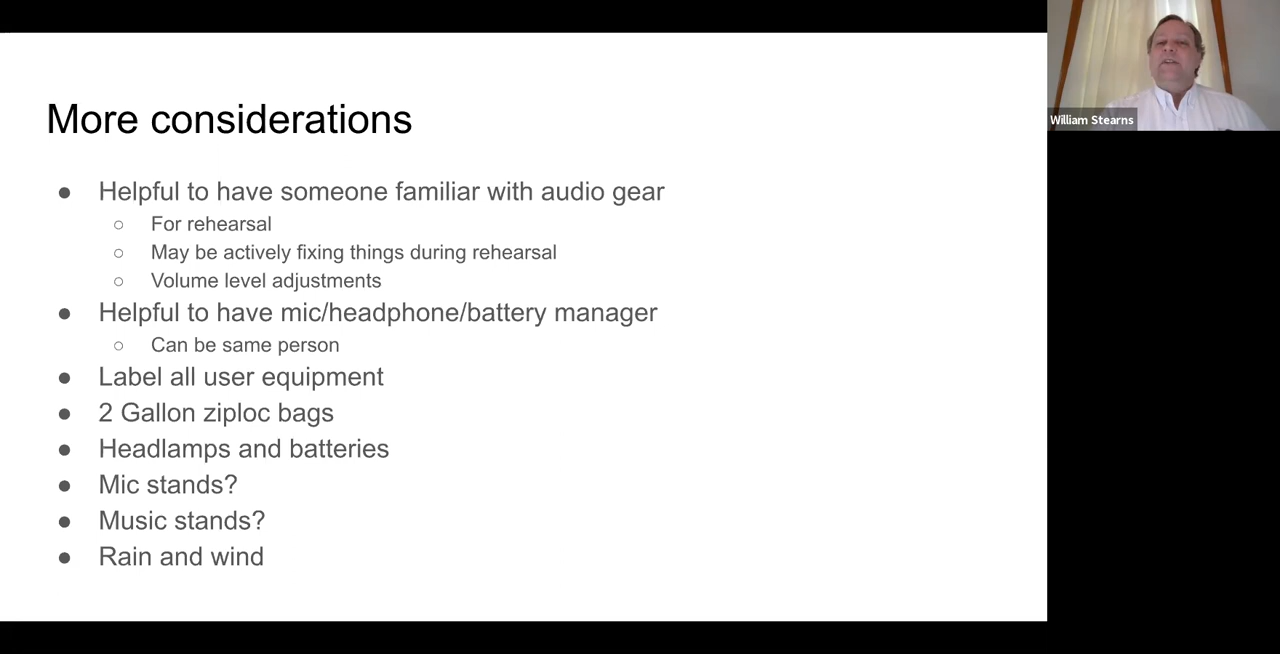 More considerations
● Helpful to have someone familiar with audio gear
○ For rehearsal
○ May be actively fixing things during rehearsal
○ Volume level adjustments
● Helpful to have mic/headphone/battery manager
○ Can be same person
● Label all user equipment
● 2 Gallon ziploc bags
● Headlamps and batteries
● Mic stands?
● Music stands?
● Rain and wind
William Stearns